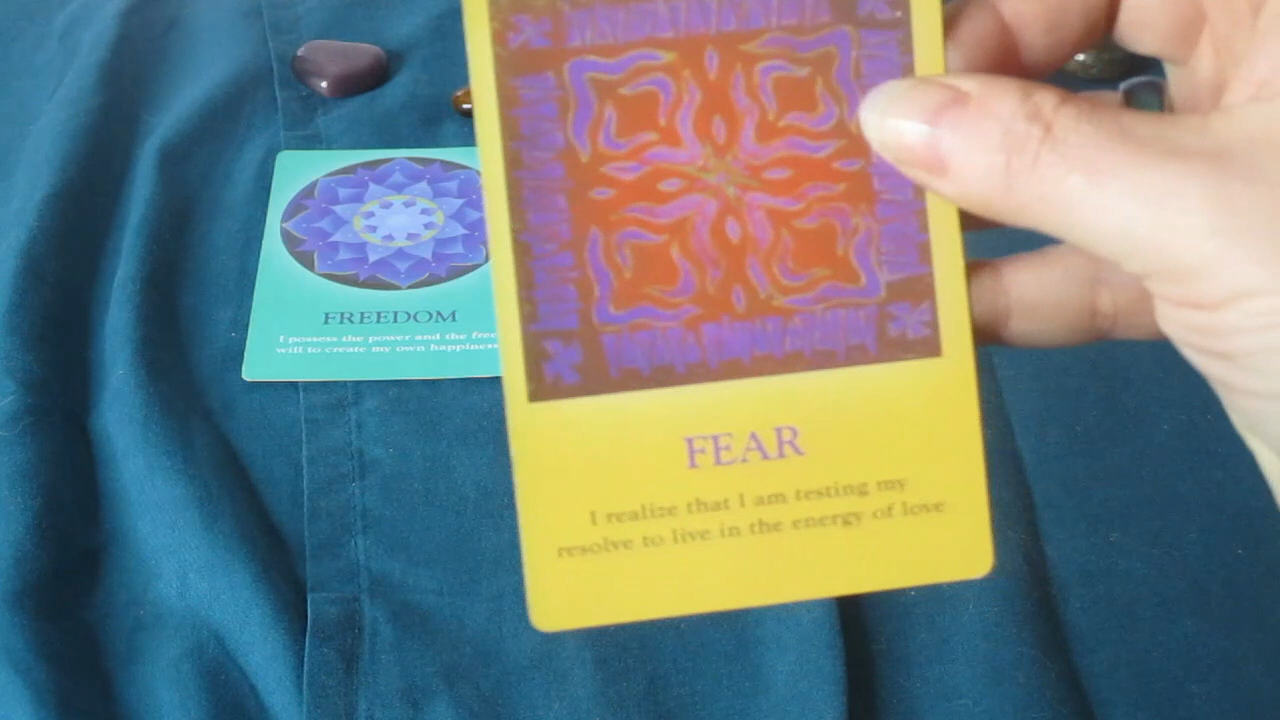 FREEDOM
I possess the power and the free
will to create my own happiness
FEAR
I realize that I am testing my
resolve to live in the energy of love